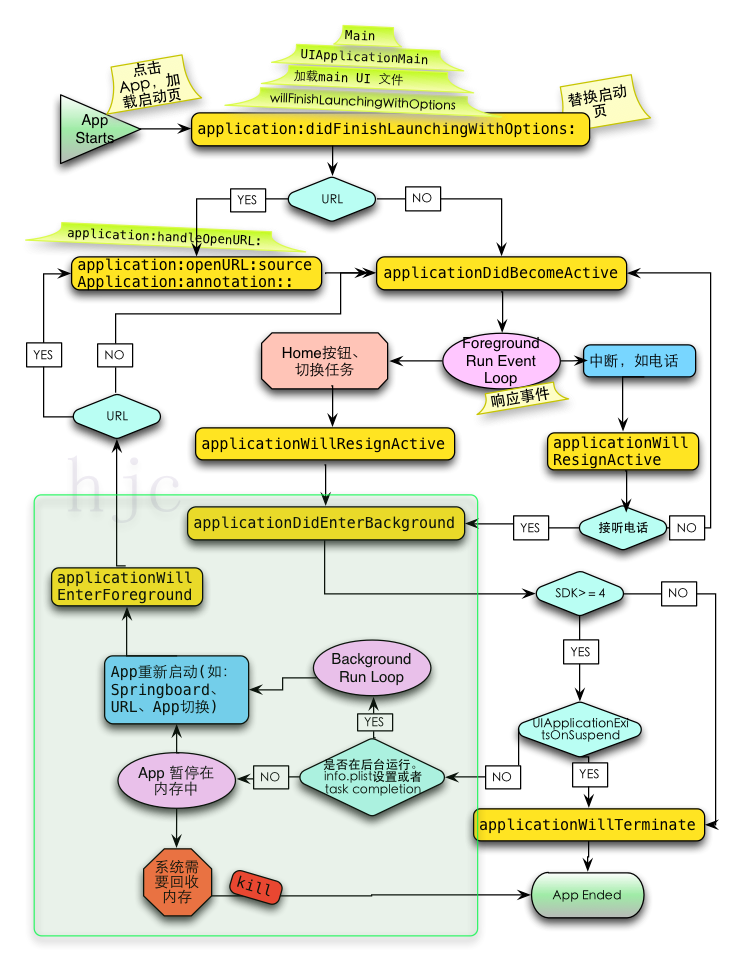 Main
UIApplicationMain
加载main UI 文件
willFinishLaunchingWithOptions
点击
App，加
载启动页
替换启动
页
App
Starts
application:didFinishLaunchingWithOptions:
URL
YES
NO
application:handleOpenURL:
application:openURL:source
Application:annotation::
applicationDidBecomeActive
YES
NO
Home按钮、
切换任务
Foreground
Run Event
Loop
响应事件
中断，如电话
URL
applicationWillResignActive
applicationWill
ResignActive
hjc
applicationDidEnterBackground
YES
接听电话
NO
applicationWill
EnterForeground
SDK>=4
NO
YES
App重新启动(如:
Springboard、
URL、App切换)
Background
Run Loop
YES
UIApplicationExi
tsOnSuspend
App 暂停在
内存中
NO
是否在后台运行。
info.plist设置或者
task completion
NO
YES
applicationWillTerminate
系统需
要回收
内存
kill
App Ended